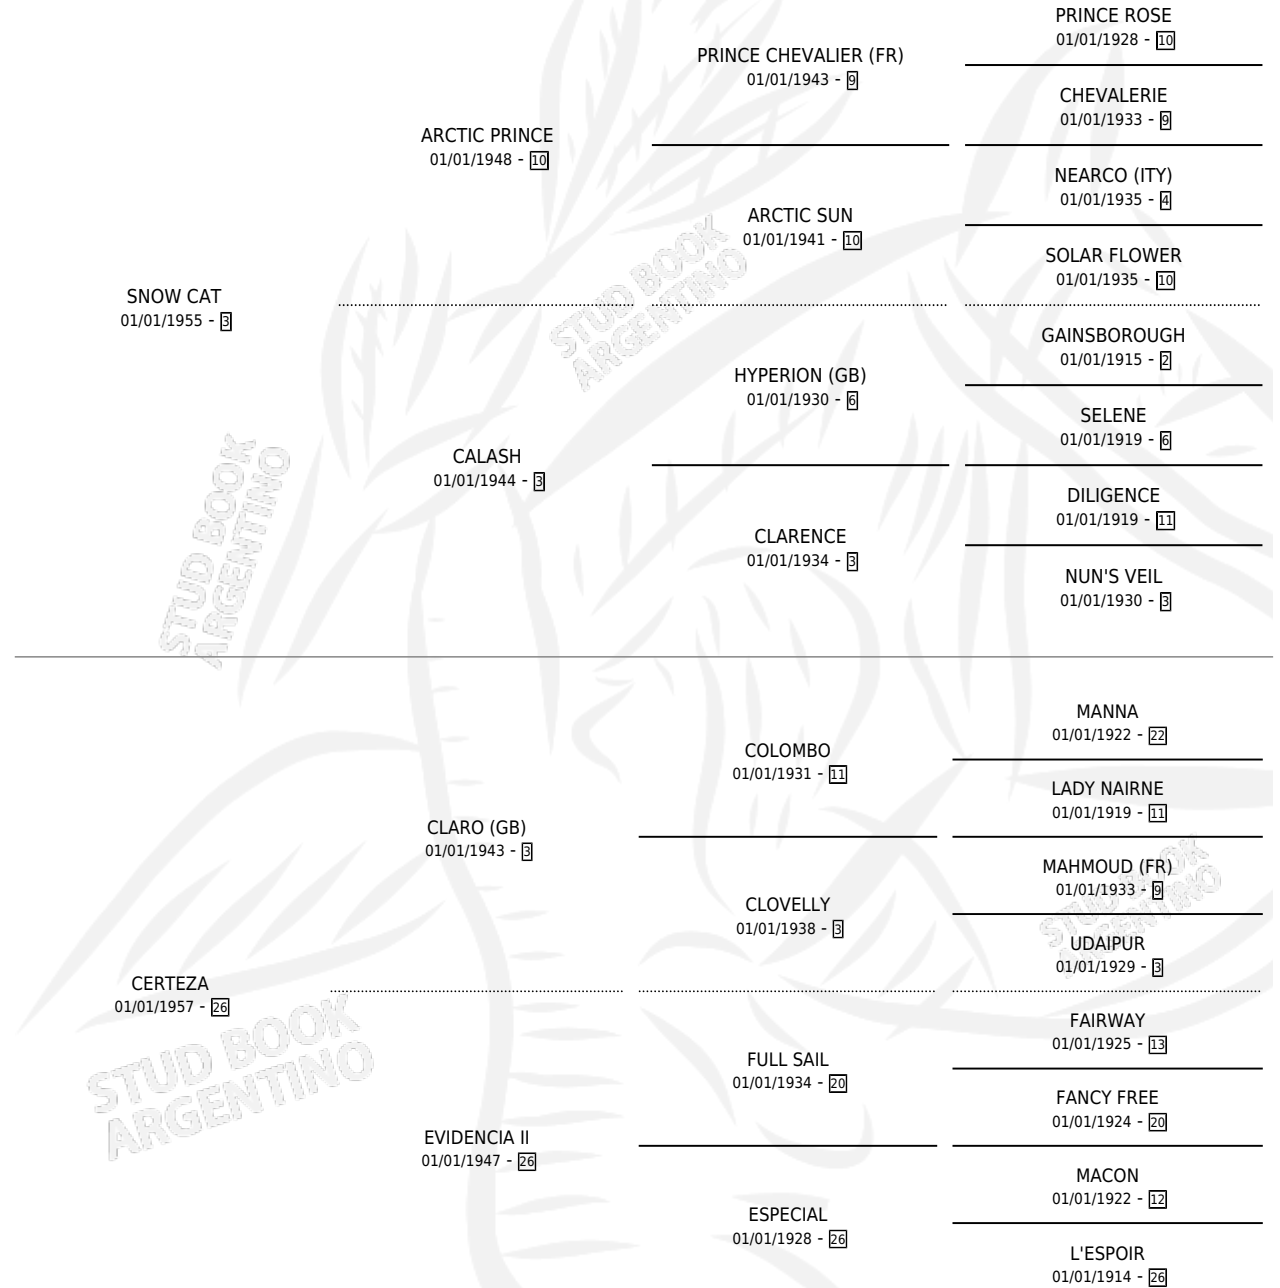 PRINCE ROSE
01/01/1928 - 10
PRINCE CHEVALIER (FR)
01/01/1943 - 9
CHEVALERIE
01/01/1933 - 9
ARCTIC PRINCE
01/01/1948 - 10
NEARCO (ITY)
01/01/1935 - 4
ARCTIC SUN
01/01/1941 - 10
SOLAR FLOWER
01/01/1935 - 10
SNOW CAT
01/01/1955 - 3
STUD BOOK
ARGENTINO
GAINSBOROUGH
01/01/1915 - 2
HYPERION (GB)
01/01/1930 - 6
SELENE
01/01/1919 - 6
CALASH
01/01/1944 - 3
DILIGENCE
01/01/1919 - 11
CLARENCE
01/01/1934 - 3
NUN'S VEIL
01/01/1930 - 3
STUD BOOK
ARGENTINO
MANNA
01/01/1922 - 22
COLOMBO
01/01/1931 - 11
LADY NAIRNE
01/01/1919 - 11
CLARO (GB)
01/01/1943 - 3
MAHMOUD (FR)
01/01/1933 - 9
CLOVELLY
01/01/1938 - 3
UDAIPUR
01/01/1929 - 3
STUD BOOK
ARGENTINO
CERTEZA
01/01/1957 - 26
FAIRWAY
01/01/1925 - 13
FULL SAIL
01/01/1934 - 20
FANCY FREE
01/01/1924 - 20
STUD BOOK
ARGENTINO
EVIDENCIA II
01/01/1947 - 26
MACON
01/01/1922 - 12
ESPECIAL
01/01/1928 - 26
L'ESPOIR
01/01/1914 - 26